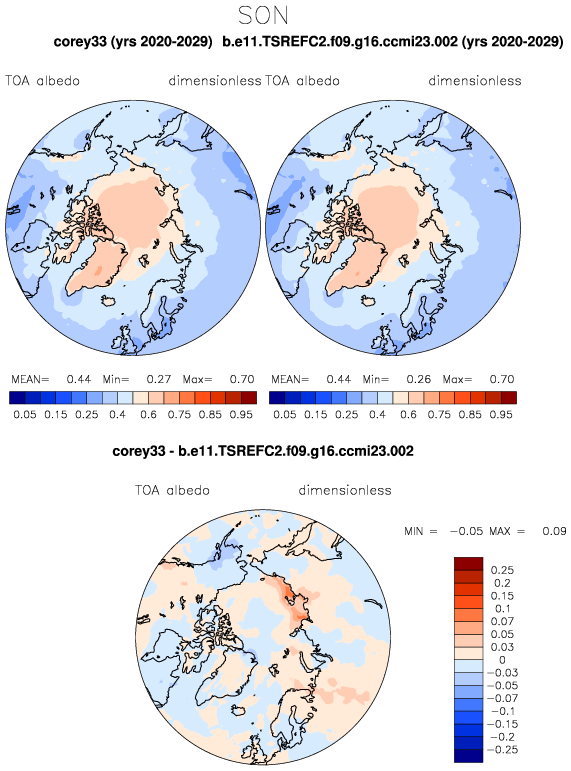 SON
corey33 (yrs 2020-2029) b.e11.TSREFC2.f09.g16.ccmi23.002 (yrs 2020-2029)
TOA albedo dimensionless TOA albedo dimensionless
MEAN= 0.44 Min= 0.27 Max= 0.70 MEAN= 0.44 Min= 0.26 Max= 0.70
0.05 0.15 0.25 0.4 0.6 0.75 0.85 0.95 0.05 0.15 0.25 0.4 0.6 0.75 0.85 0.95
corey33 - b.e11.TSREFC2.f09.g16.ccmi23.002
TOA albedo dimensionless
MIN = -0.05 MAX = 0.09
0.25
0.2
0.15
0.1
0.07
0.05
0.03
0
-0.03
-0.05
-0.07
-0.1
-0.15
-0.2
-0.25